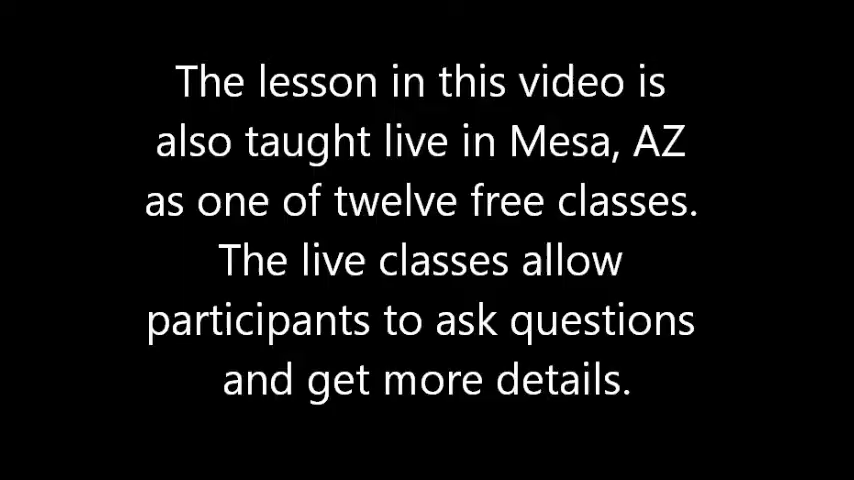 The lesson in this video is
also taught live in Mesa, AZ
as one of twelve free classes.
The live classes allow
participants to ask questions
and get more details.